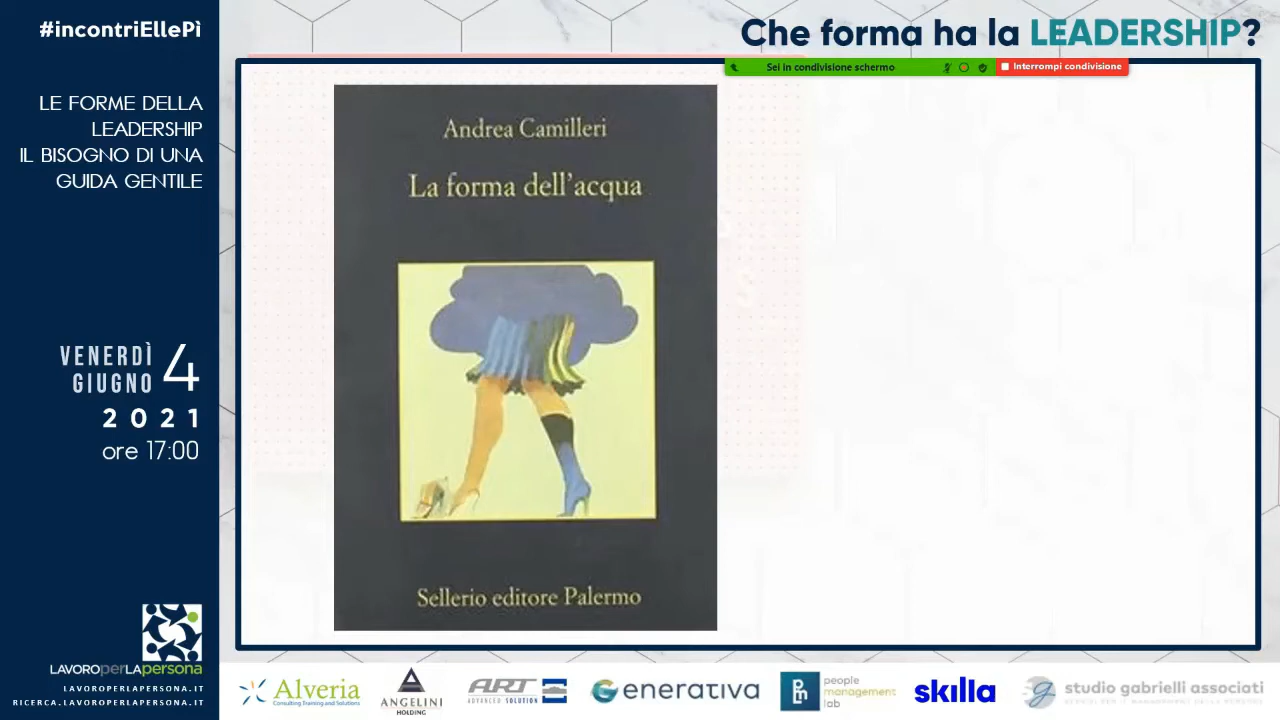 #incontriEllePì
LE FORME DELLA
LEADERSHIP
IL BISOGNO DI UNA
GUIDA GENTILE
VENERDÌ
GIUGNO 4
2021
ore 17:00
LAVOROperLApersona
LAVOROPERLAPERSONA.IT
RICERCA.LAVOROPERLAPERSONA.IT
Che forma ha la LEADERSHIP?
Sei in condivisione schermo
Interrompi condivisione
Andrea Camilleri
La forma dell'acqua
Sellerio editore Palermo
Alveria
Consulting Training and Solutions
ANGELINI
HOLDING
ART
ADVANCED SOLUTION
Generativa
people
management
lab
skilla
studio gabrielli associati